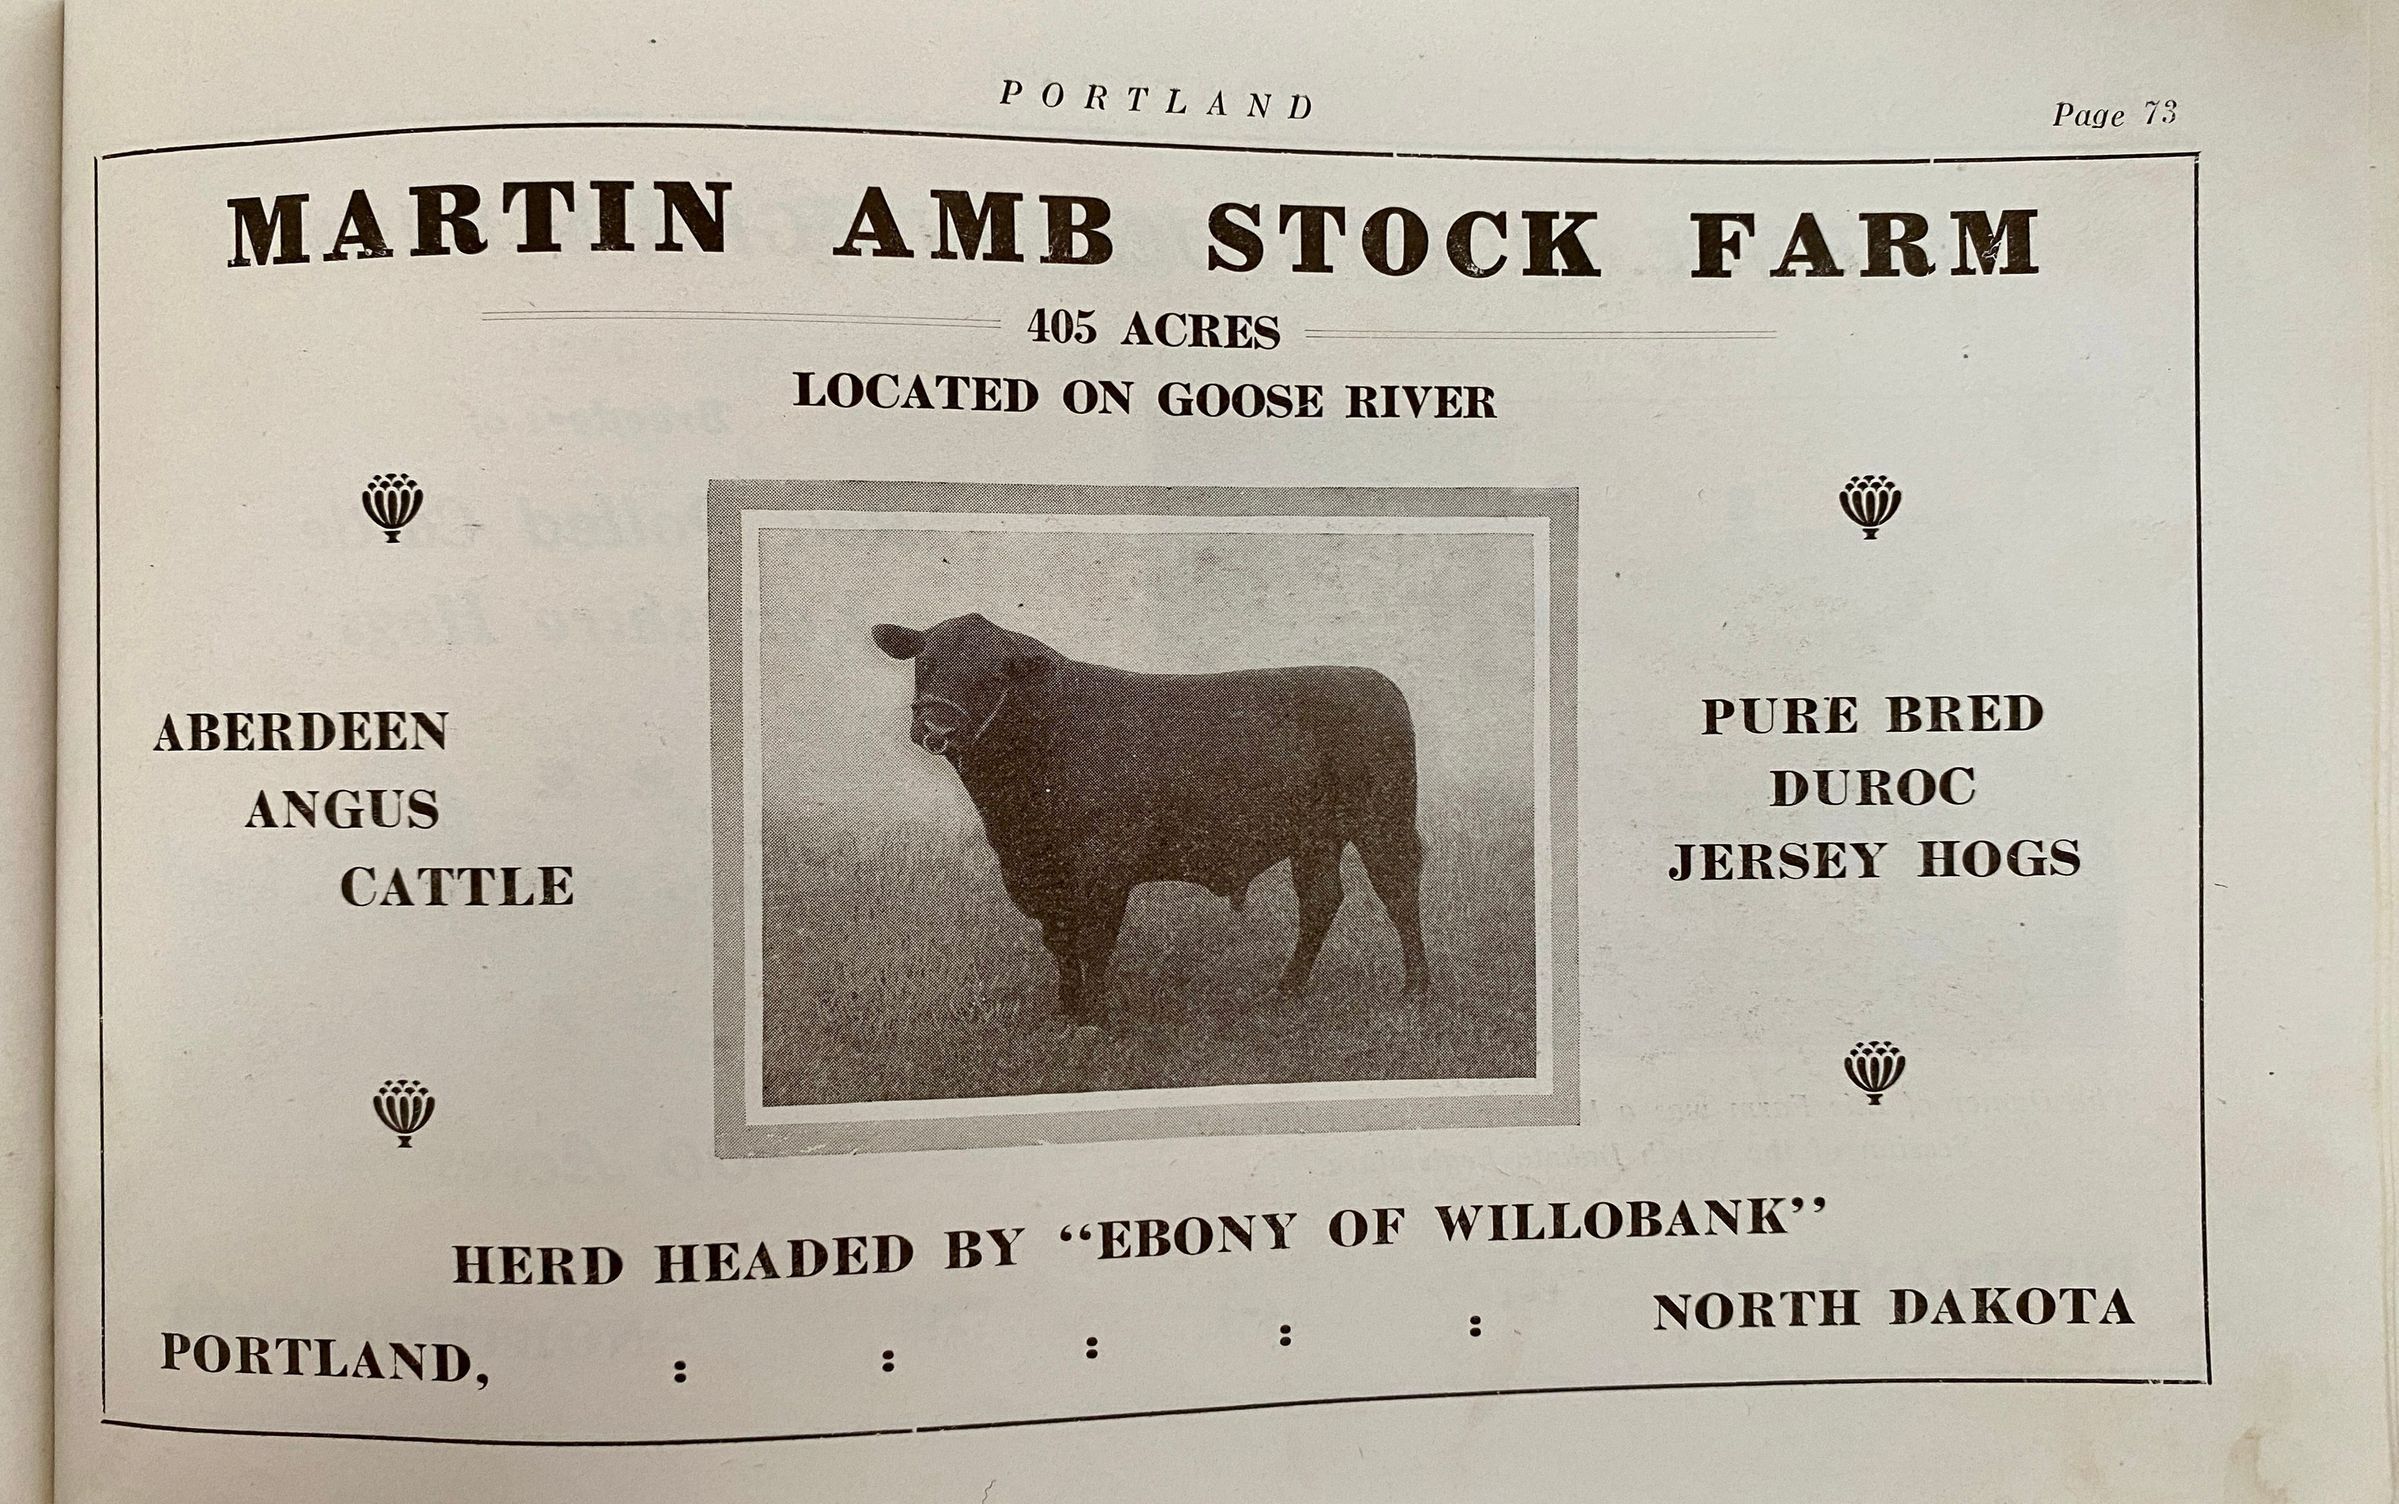 PORTLAND
Page 73
MARTIN AMB STOCK FARM
405 ACRES
LOCATED ON GOOSE RIVER
ABERDEEN
ANGUS
CATTLE
PURE BRED
DUROC
JERSEY HOGS
HERD HEADED BY “EBONY OF WILLOBANK”
PORTLAND, : : : : : NORTH DAKOTA